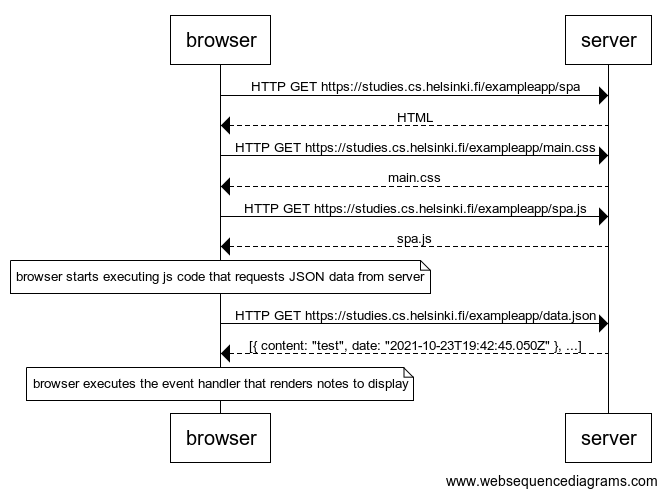 browser server
HTTP GET https://studies.cs.helsinki.fi/exampleapp/spa
HTML
HTTP GET https://studies.cs.helsinki.fi/exampleapp/main.css
main.css
HTTP GET https://studies.cs.helsinki.fi/exampleapp/spa.js
spa.js
browser starts executing js code that requests JSON data from server
HTTP GET https://studies.cs.helsinki.fi/exampleapp/data.json
[{ content: "test", date: "2021-10-23T19:42:45.050Z" }, ...]
browser executes the event handler that renders notes to display
browser server
www.websequencediagrams.com